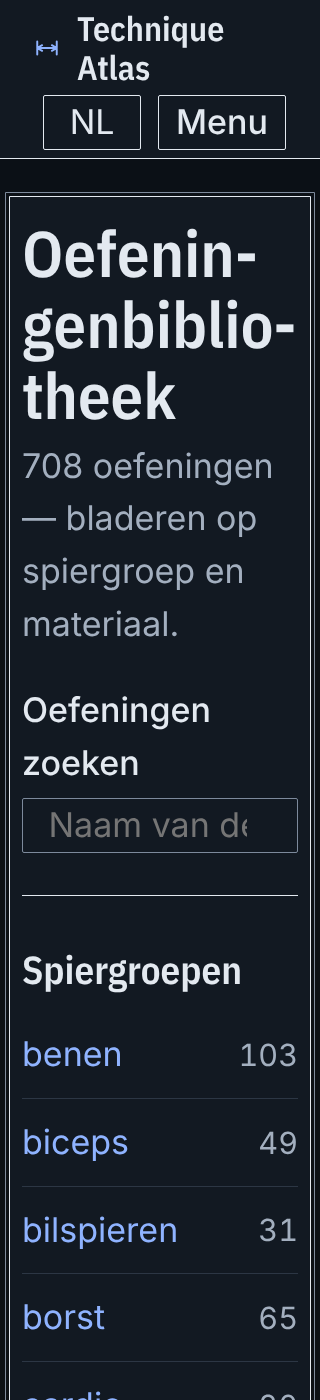 Technique
Atlas
NL
Menu
Oefenin-
genbiblio-
theek
708 oefeningen
— bladeren op
spiergroep en
materiaal.
Oefeningen
zoeken
Naam van de
Spiergroepen
benen 103
biceps 49
bilspieren 31
borst 65